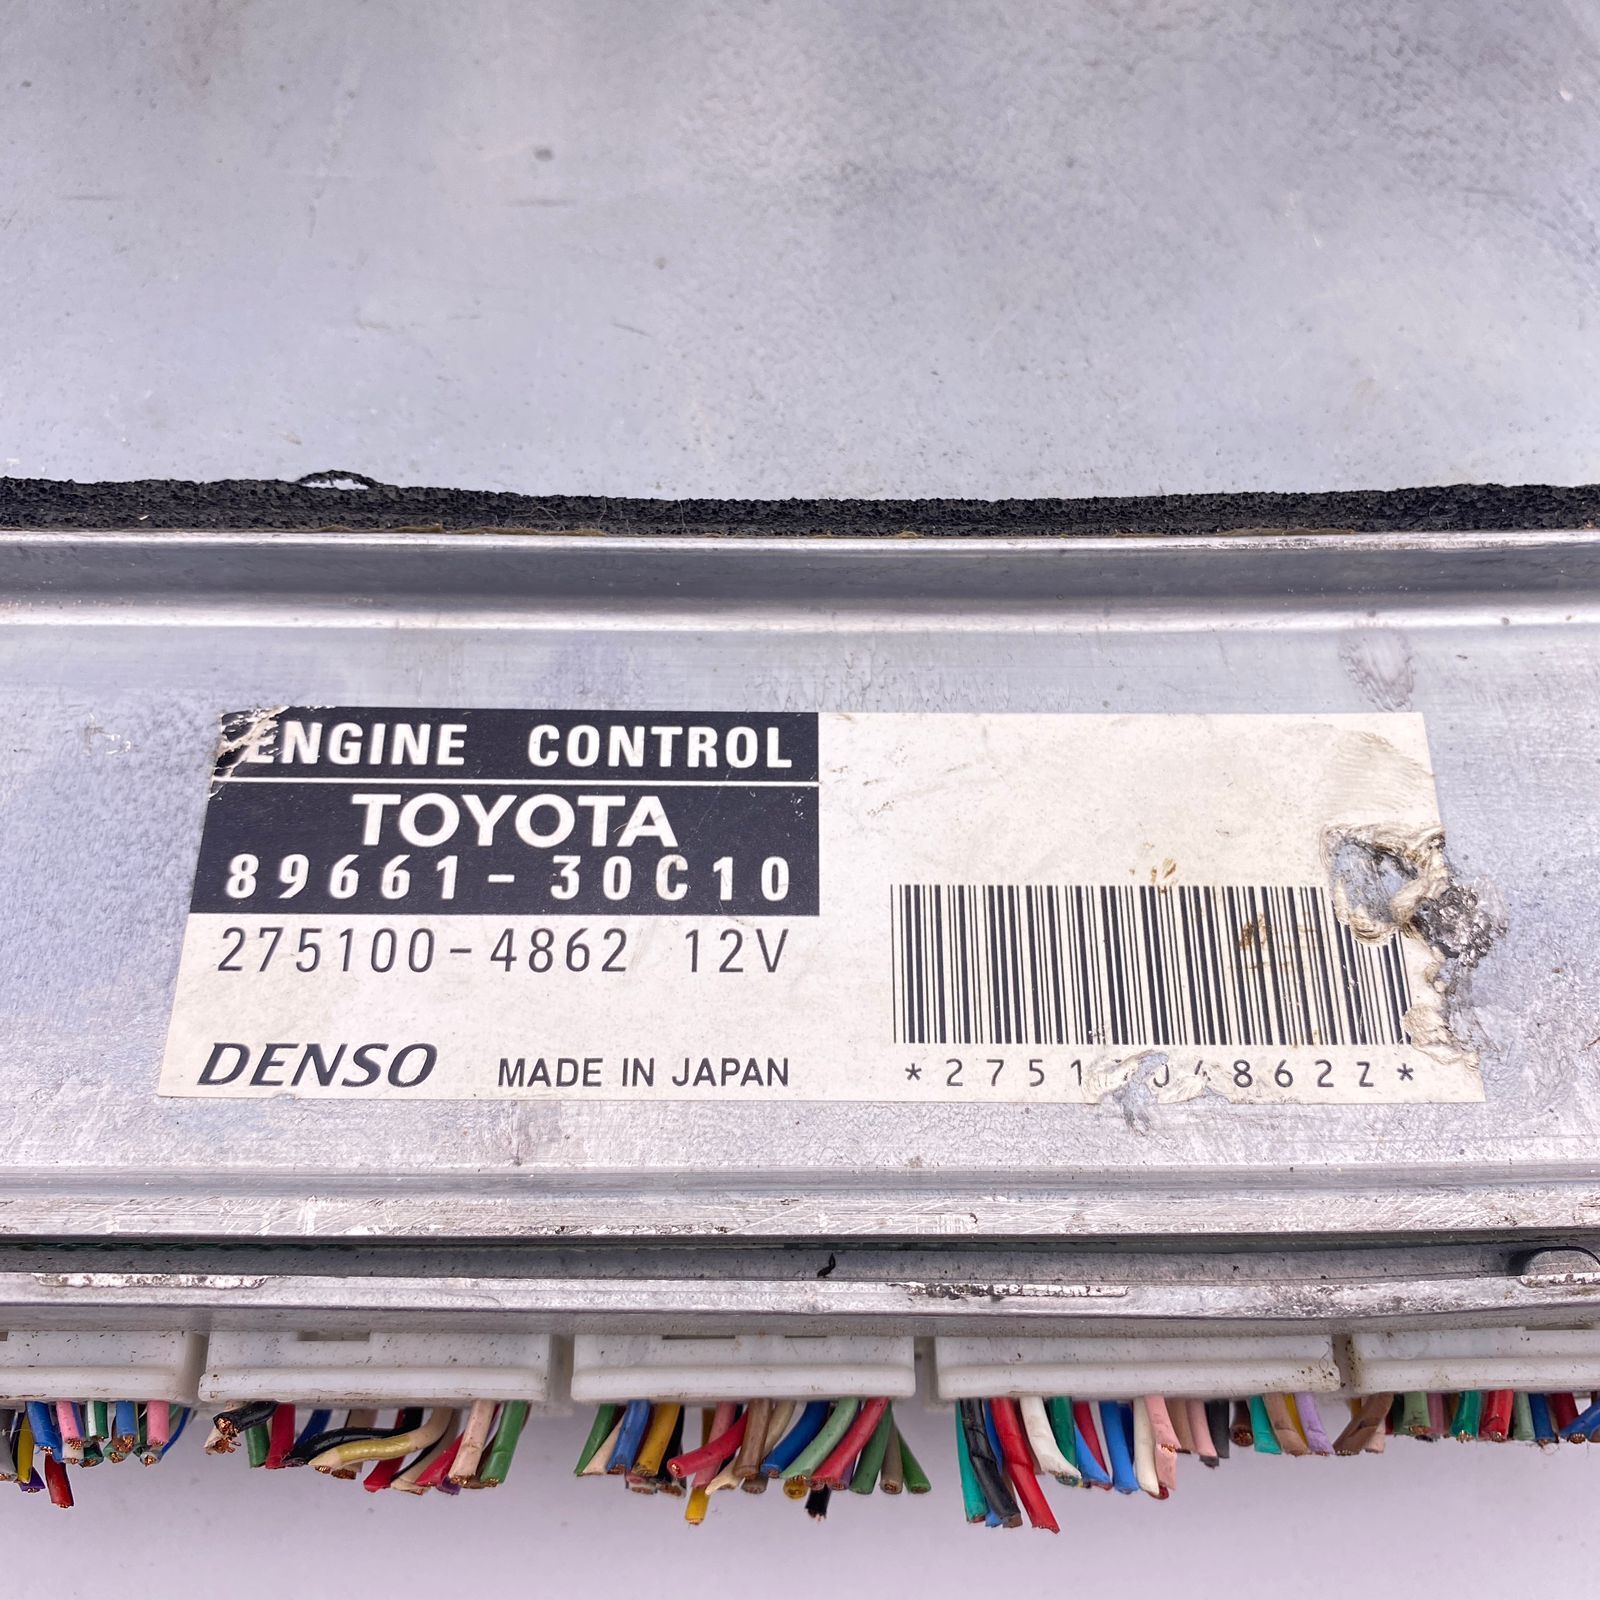 ENGINE CONTROL
TOYOTA
89661-30C10
275100-4862 12V
DENSO MADE IN JAPAN